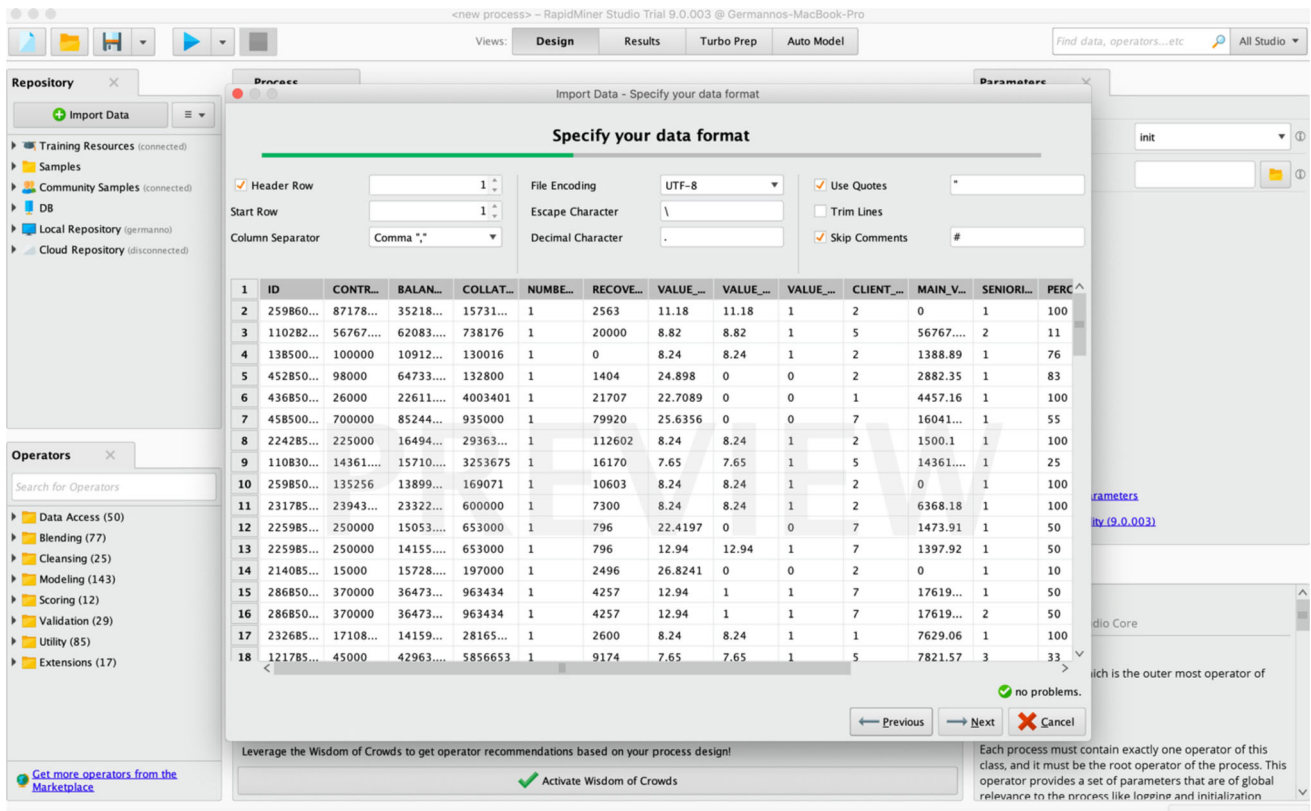 <new process> – RapidMiner Studio Trial 9.0.003 @ Germannos-MacBook-Pro
Views: Design Results Turbo Prep Auto Model Find data, operators...etc All Studio
Repository Process Parameters
Import Data - Specify your data format
Import Data
Specify your data format
init
Training Resources (connected)
Samples
Community Samples (connected)
DB
Local Repository (germanno)
Cloud Repository (disconnected)
Header Row 1 File Encoding UTF-8 Use Quotes "
Start Row 1 Escape Character \ Trim Lines
Column Separator Comma "," Decimal Character . Skip Comments #
1 ID CONTR... BALAN... COLLAT... NUMBE... RECOVE... VALUE_... VALUE_... VALUE_... CLIENT_... MAIN_V... SENIORI... PERC
2 259B60... 87178... 35218... 15731... 1 2563 11.18 11.18 1 2 0 1 100
3 1102B2... 56767.... 62083.... 738176 1 20000 8.82 8.82 1 5 56767.... 2 11
4 13B500... 100000 10912... 130016 1 0 8.24 8.24 1 2 1388.89 1 76
5 452B50... 98000 64733.... 132800 1 1404 24.898 0 0 2 2882.35 1 83
6 436B50... 26000 22611.... 4003401 1 21707 22.7089 0 0 1 4457.16 1 100
7 45B500... 700000 85244... 935000 1 79920 25.6356 0 0 7 16041... 1 55
8 2242B5... 225000 16494... 29363... 1 112602 8.24 8.24 1 2 1500.1 1 100
9 110B30... 14361.... 15710.... 3253675 1 16170 7.65 7.65 1 5 14361.... 1 25
10 259B50... 135256 13899... 169071 1 10603 8.24 8.24 1 2 0 1 100
11 2317B5... 23943... 23322... 600000 1 7300 8.24 8.24 1 2 6368.18 1 100
12 2259B5... 250000 15053.... 653000 1 796 22.4197 0 0 7 1473.91 1 50
13 2259B5... 250000 14155.... 653000 1 796 12.94 12.94 1 7 1397.92 1 50
14 2140B5... 15000 15728.... 197000 1 2496 26.8241 0 0 2 0 1 10
15 286B50... 370000 36473... 963434 1 4257 12.94 1 1 7 17619... 1 50
16 286B50... 370000 36473... 963434 1 4257 12.94 1 1 7 17619... 2 50
17 2326B5... 17108... 14159... 28165... 1 2600 8.24 8.24 1 1 7629.06 1 100
18 1217B5... 45000 42963.... 5856653 1 9174 7.65 7.65 1 5 7821.57 3 33
PREVIEW
no problems.
Previous Next Cancel
Operators
Search for Operators
Data Access (50)
Blending (77)
Cleansing (25)
Modeling (143)
Scoring (12)
Validation (29)
Utility (85)
Extensions (17)
Get more operators from the
Marketplace
Leverage the Wisdom of Crowds to get operator recommendations based on your process design!
Activate Wisdom of Crowds
rameters
ity (9.0.003)
dio Core
ich is the outer most operator of
Each process must contain exactly one operator of this
class, and it must be the root operator of the process. This
operator provides a set of parameters that are of global
relevance to the process like logging and initialization